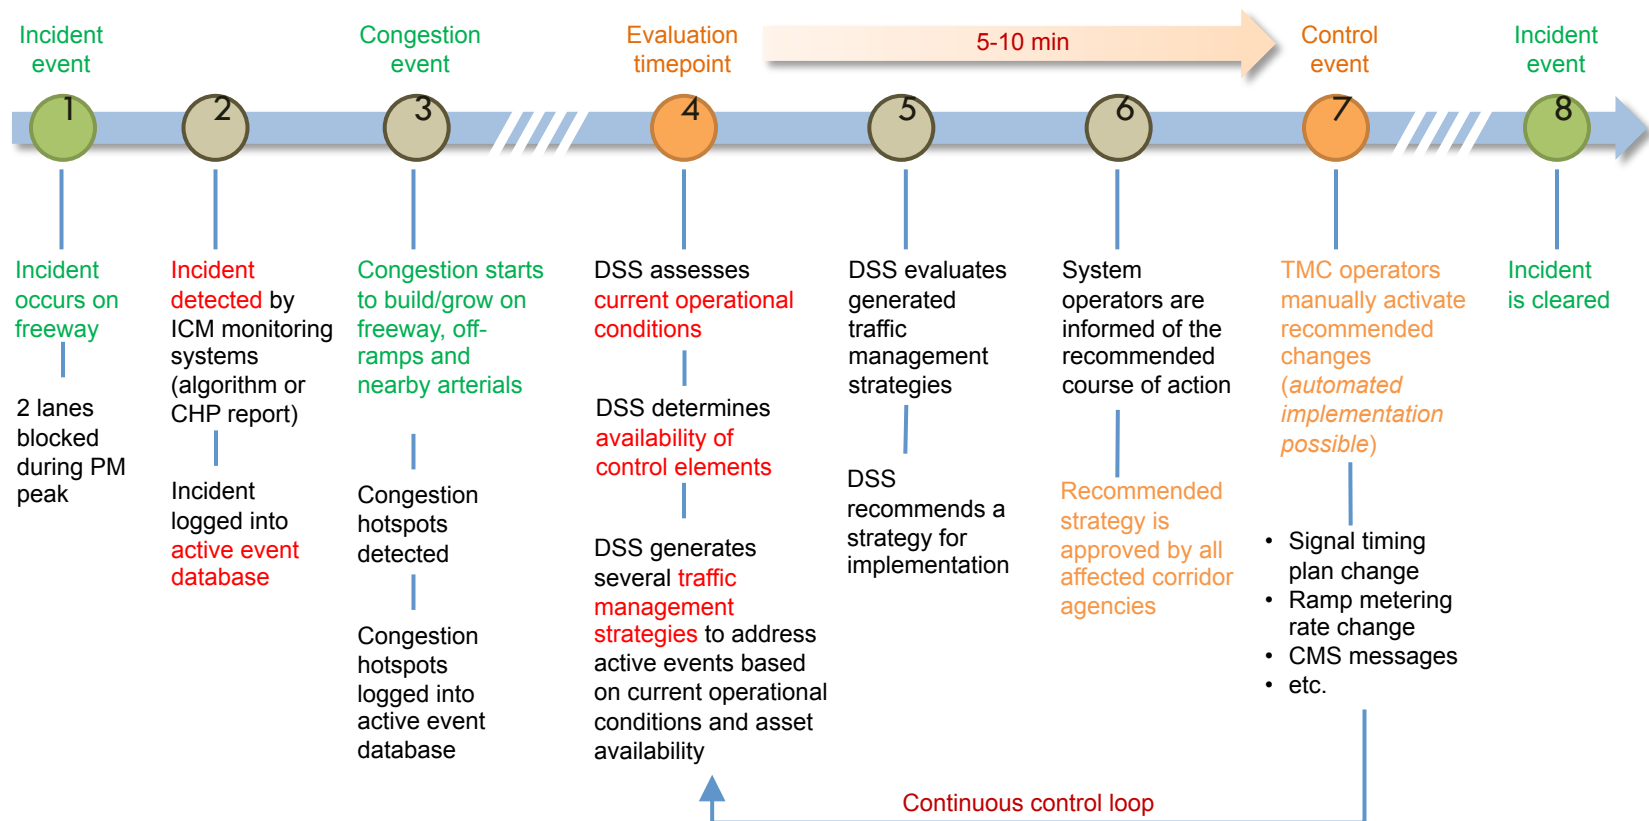 Incident
event
Congestion
event
Evaluation
timepoint
5-10 min
Control
event
Incident
event
1
2
3
4
5
6
7
8
Incident
occurs on
freeway
2 lanes
blocked
during PM
peak
Incident
detected by
ICM monitoring
systems
(algorithm or
CHP report)
Incident
logged into
active event
database
Congestion starts
to build/grow on
freeway, off-
ramps and
nearby arterials
Congestion
hotspots
detected
Congestion
hotspots
logged into
active event
database
DSS assesses
current operational
conditions
DSS determines
availability of
control elements
DSS generates
several traffic
management
strategies to address
active events based
on current operational
conditions and asset
availability
DSS evaluates
generated
traffic
management
strategies
DSS
recommends a
strategy for
implementation
System
operators are
informed of the
recommended
course of action
Recommended
strategy is
approved by all
affected corridor
agencies
TMC operators
manually activate
recommended
changes
(automated
implementation
possible)
• Signal timing
plan change
• Ramp metering
rate change
• CMS messages
• etc.
Incident
is cleared
Continuous control loop